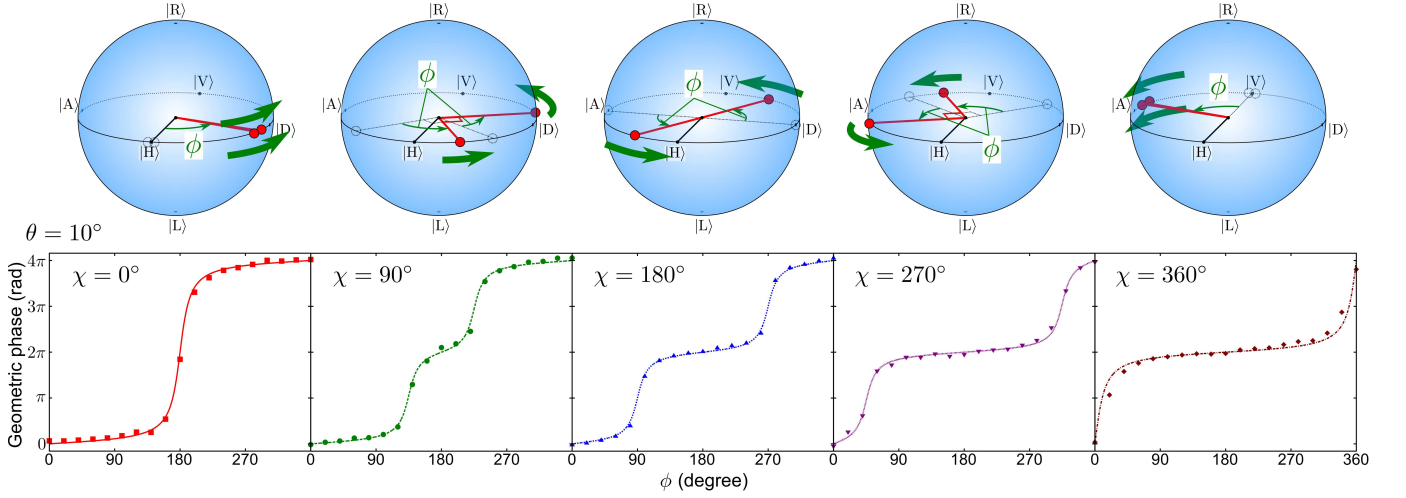 |R⟩ |R⟩ |R⟩ |R⟩ |R⟩
|A⟩ |V⟩ |D⟩ |H⟩ ϕ |L⟩
|A⟩ ϕ |V⟩ |D⟩ |H⟩ |L⟩
|A⟩ ϕ |V⟩ |D⟩ |H⟩ |L⟩
|A⟩ |V⟩ |D⟩ |H⟩ ϕ |L⟩
|A⟩ ϕ |V⟩ |D⟩ |H⟩ |L⟩
θ = 10°
χ = 0° χ = 90° χ = 180° χ = 270° χ = 360°
Geometric phase (rad)
4π
3π
2π
π
0
0 90 180 270 0 90 180 270 0 90 180 270 0 90 180 270 0 90 180 270 360
ϕ (degree)